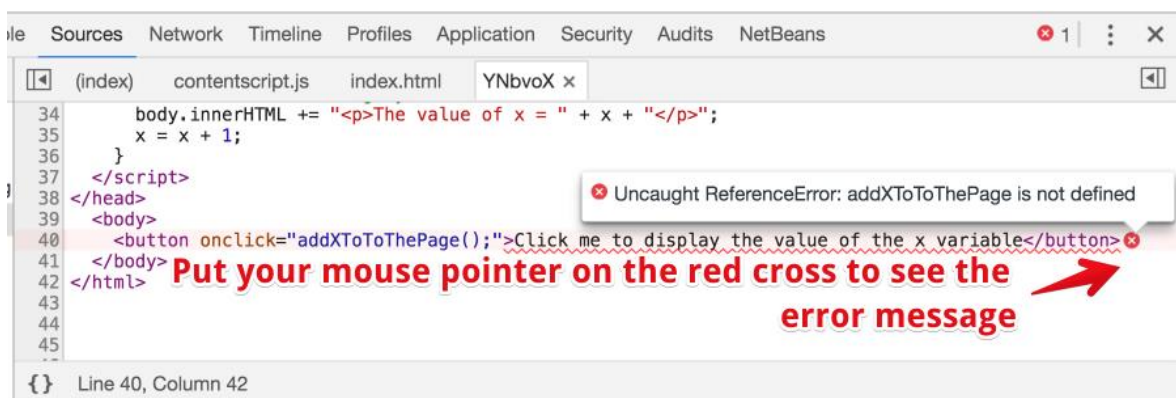 Sources Network Timeline Profiles Application Security Audits NetBeans 1
(index) contentscript.js index.html YNbvoX ×
34 body.innerHTML += "<p>The value of x = " + x + "</p>";
35 x = x + 1;
36 }
37 </script>
38 </head>
Uncaught ReferenceError: addXToToThePage is not defined
39 <body>
40 <button onclick="addXToToThePage();">Click me to display the value of the x variable</button>
41 </body>
Put your mouse pointer on the red cross to see the
42 </html>
43
error message
44
45
{} Line 40, Column 42